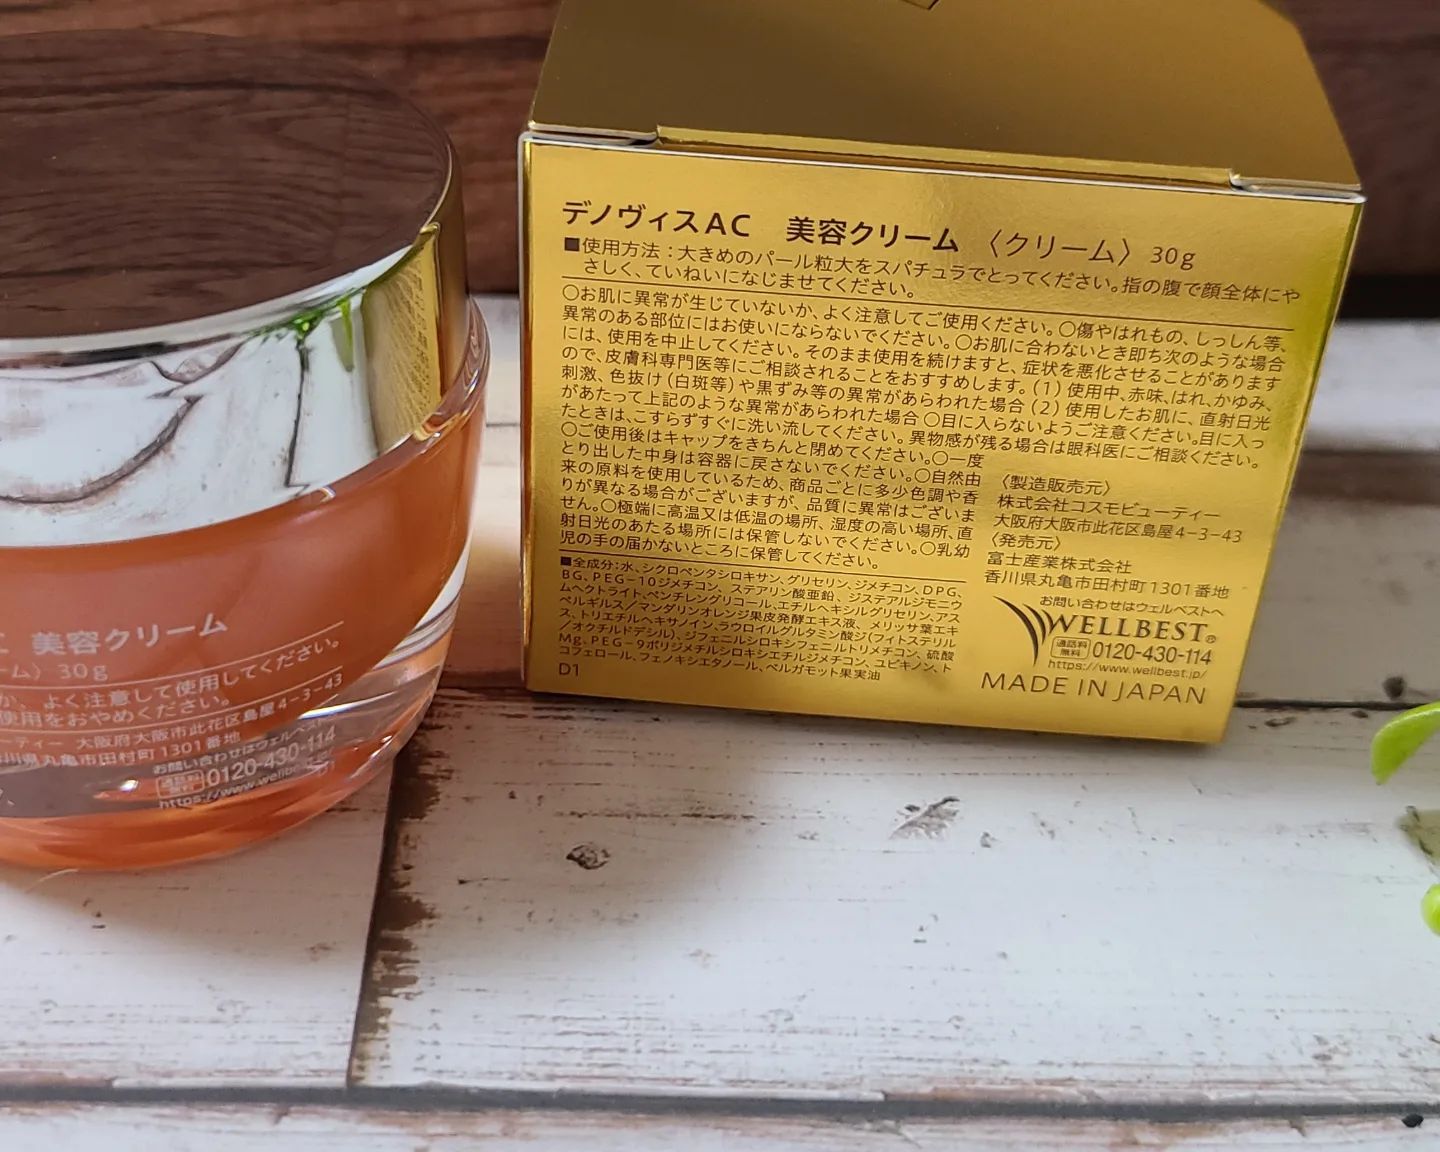 デノヴィスAC 美容クリーム 〈クリーム〉 30g
■使用方法：大きめのパール粒大をスパチュラでとってください。指の腹で顔全体にや
さしく、ていねいになじませてください。
○お肌に異常が生じていないか、よく注意してご使用ください。○傷やはれもの、しっしん等、
異常のある部位にはお使いにならないでください。○お肌に合わないとき即ち次のような場合
には、使用を中止してください。そのまま使用を続けますと、症状を悪化させることがあります
ので、皮膚科専門医等にご相談されることをおすすめします。(1) 使用中、赤味、はれ、かゆみ、
刺激、色抜け(白斑等)や黒ずみ等の異常があらわれた場合 (2) 使用したお肌に、直射日光
があたって上記のような異常があらわれた場合 ○目に入らないようご注意ください。目に入っ
たときは、こすらずすぐに洗い流してください。異物感が残る場合は眼科医にご相談ください。
○ご使用後はキャップをきちんと閉めてください。○一度
とり出した中身は容器に戻さないでください。○自然由
来の原料を使用しているため、商品ごとに多少色調や香
りが異なる場合がございますが、品質に異常はございま
せん。○極端に高温又は低温の場所、湿度の高い場所、直
射日光のあたる場所には保管しないでください。○乳幼
児の手の届かないところに保管してください。
■全成分：水、シクロペンタシロキサン、グリセリン、ジメチコン、DPG、
BG、PEG-10ジメチコン、ステアリン酸亜鉛、ジステアルジモニウ
ムヘクトライト、ペンチレングリコール、エチルヘキシルグリセリン、アス
ペルギルス／マンダリンオレンジ果皮発酵エキス液、メリッサ葉エキ
ス、トリエチルヘキサノイン、ラウロイルグルタミン酸ジ(フィトステリル
／オクチルドデシル)、ジフェニルシロキシフェニルトリメチコン、硫酸
Mg、PEG-9ポリジメチルシロキシエチルジメチコン、ユビキノン、ト
コフェロール、フェノキシエタノール、ベルガモット果実油
D1
〈製造販売元〉
株式会社コスモビューティー
大阪府大阪市此花区島屋4-3-43
〈発売元〉
富士産業株式会社
香川県丸亀市田村町1301番地
お問い合わせはウェルベストへ
WELLBEST®
通話料無料 0120-430-114
https://www.wellbest.jp/
MADE IN JAPAN
美容クリーム
ーム〉30g
か、よく注意して使用してください。
使用をおやめください。
ーティー 大阪府大阪市此花区島屋4-3-43
香川県丸亀市田村町1301番地
お問い合わせはウェルベ
通話料無料 0120-430-114
https://www.wellbe